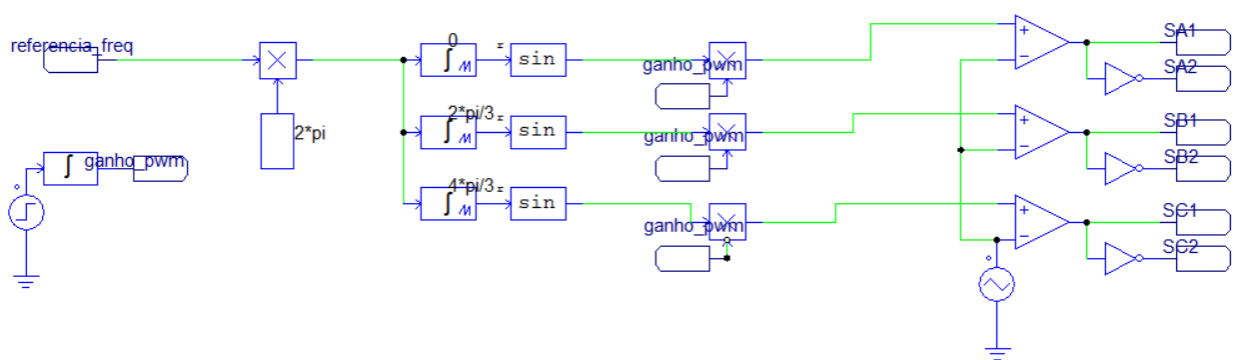 referencia_freq
0
sin
ganho_pwm
SA1
SA2
2*pi
2*pi/3
sin
ganho_pwm
SB1
SB2
ganho_pwm
4*pi/3
sin
ganho_pwm
SC1
SC2